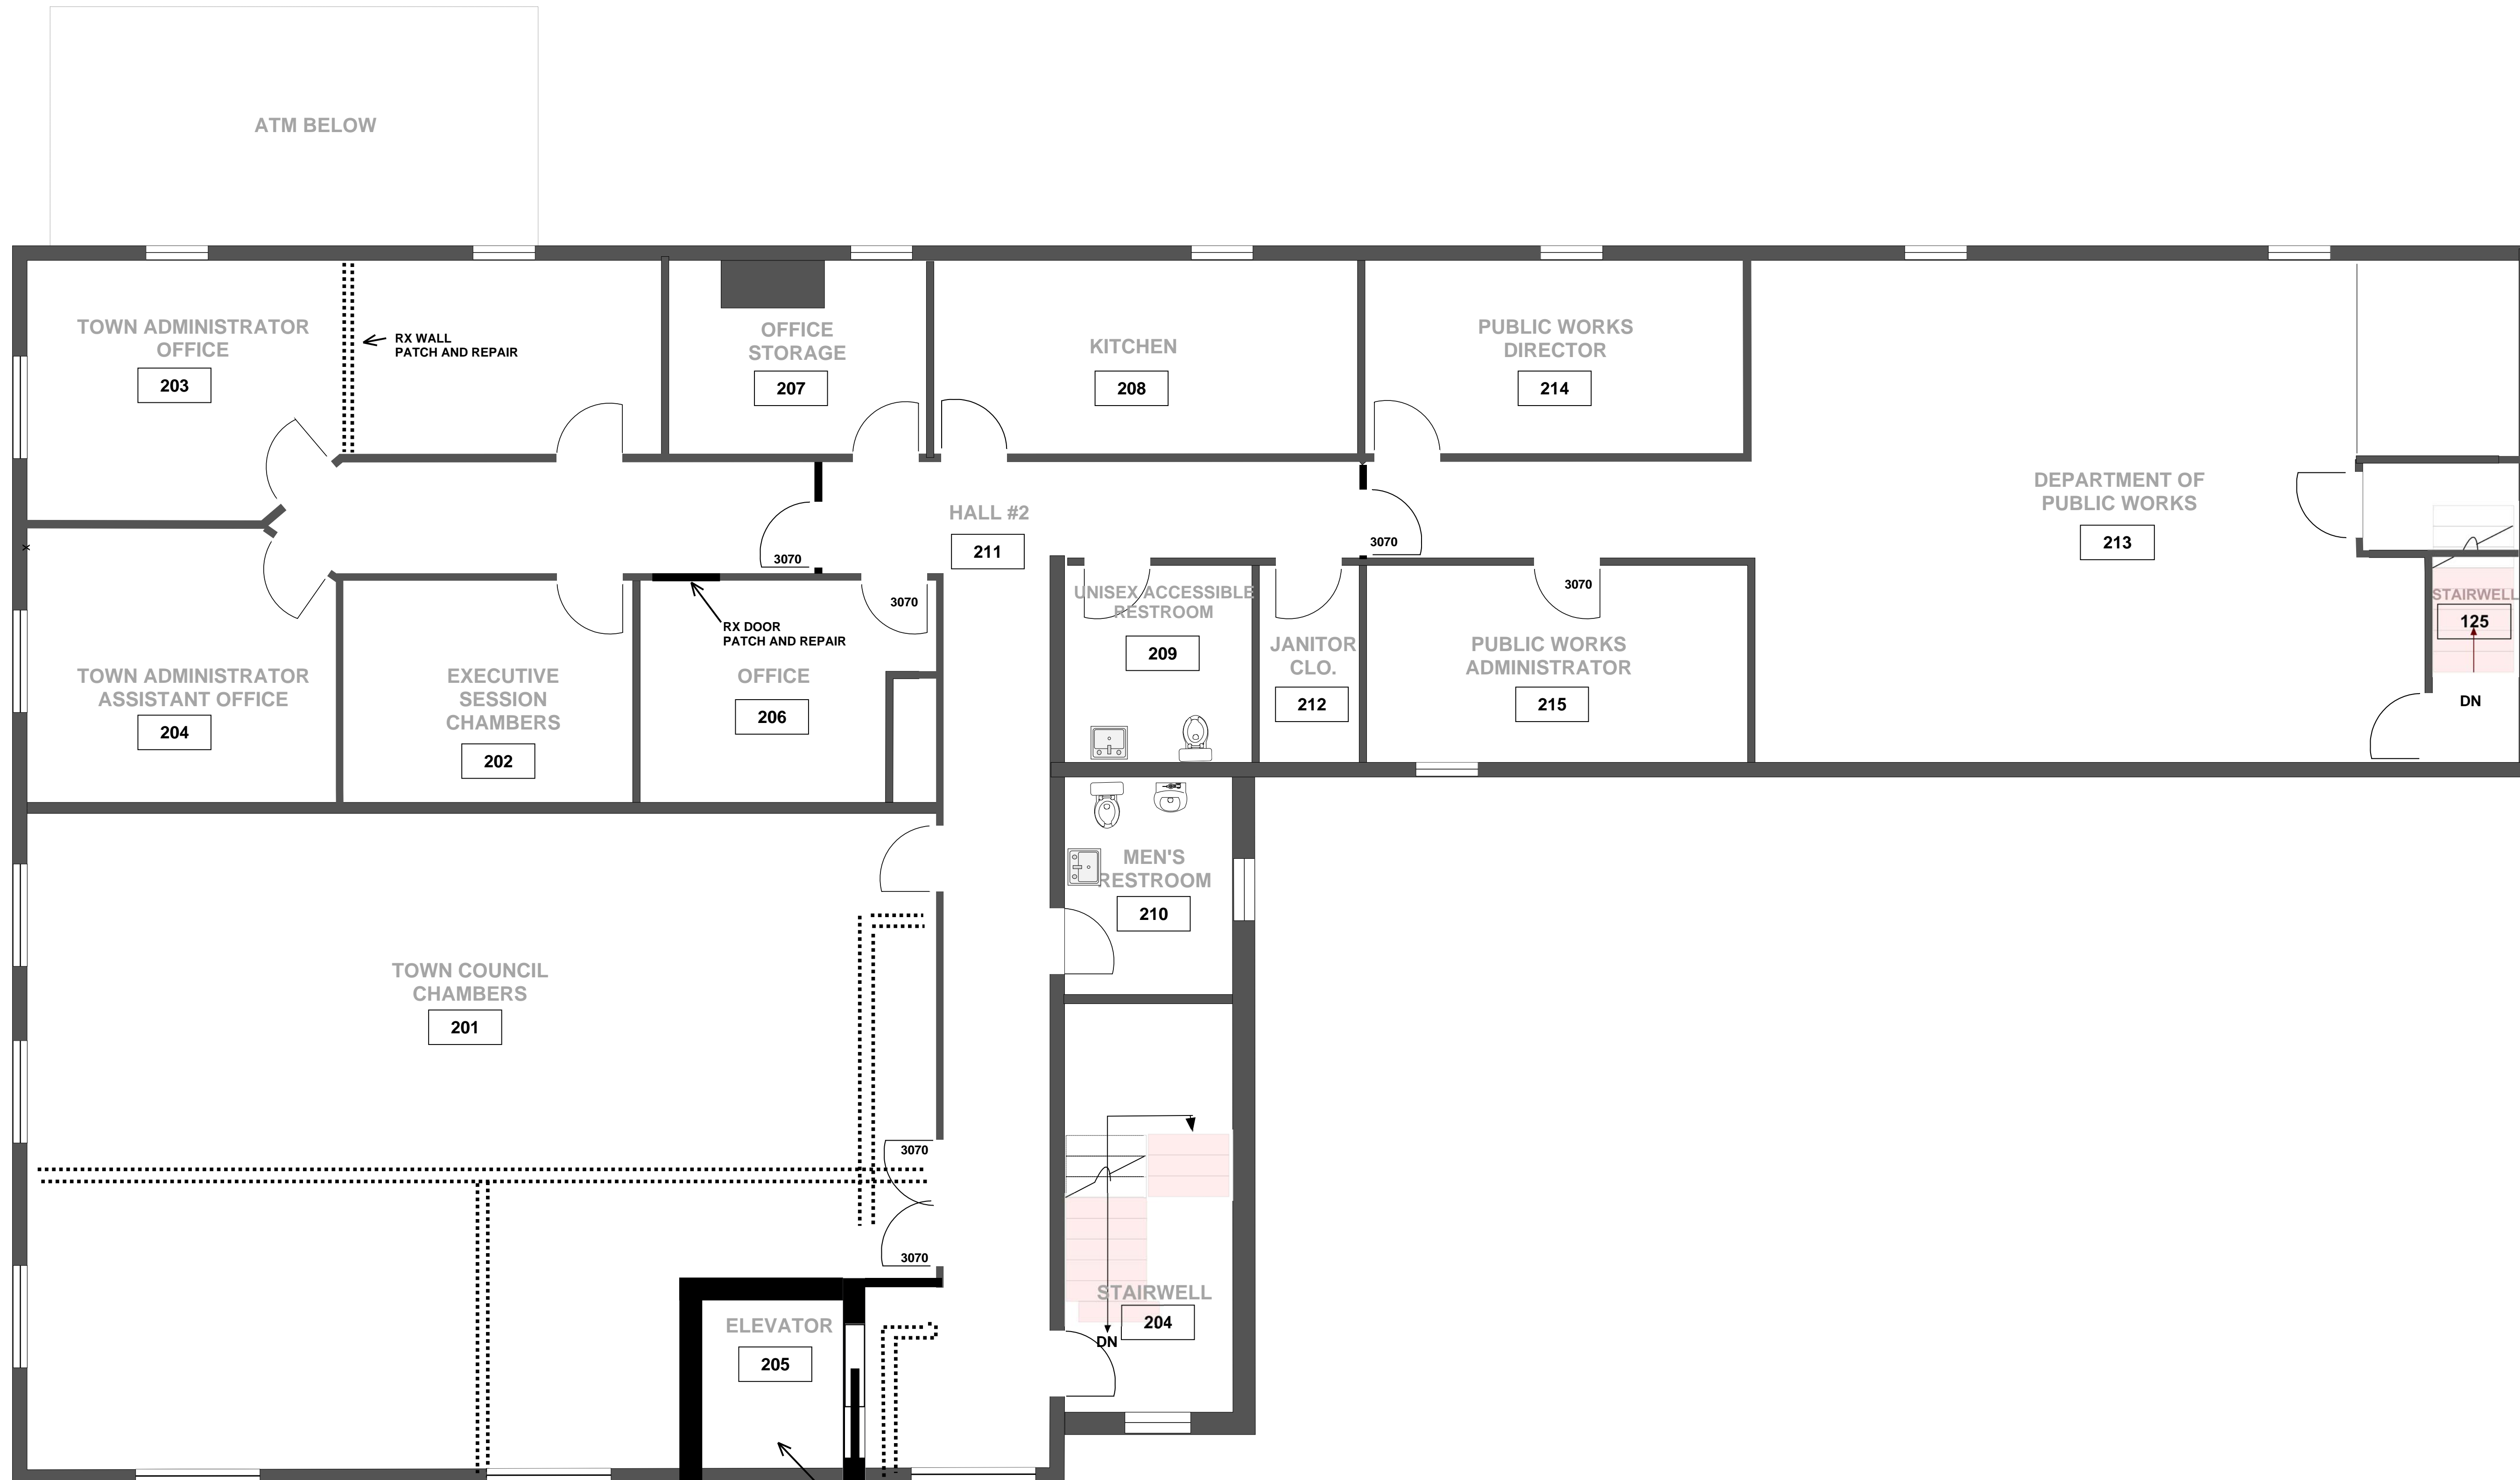 ATM BELOW
TOWN ADMINISTRATOR
OFFICE
203
RX WALL
PATCH AND REPAIR
OFFICE
STORAGE
207
KITCHEN
208
PUBLIC WORKS
DIRECTOR
214
DEPARTMENT OF
PUBLIC WORKS
213
HALL #2
211
3070
3070
x
TOWN ADMINISTRATOR
ASSISTANT OFFICE
204
EXECUTIVE
SESSION
CHAMBERS
202
RX DOOR
PATCH AND REPAIR
3070
OFFICE
206
UNISEX ACCESSIBLE
RESTROOM
209
JANITOR
CLO.
212
3070
PUBLIC WORKS
ADMINISTRATOR
215
STAIRWELL
125
DN
MEN'S
RESTROOM
210
TOWN COUNCIL
CHAMBERS
201
3070
3070
ELEVATOR
205
STAIRWELL
204
DN